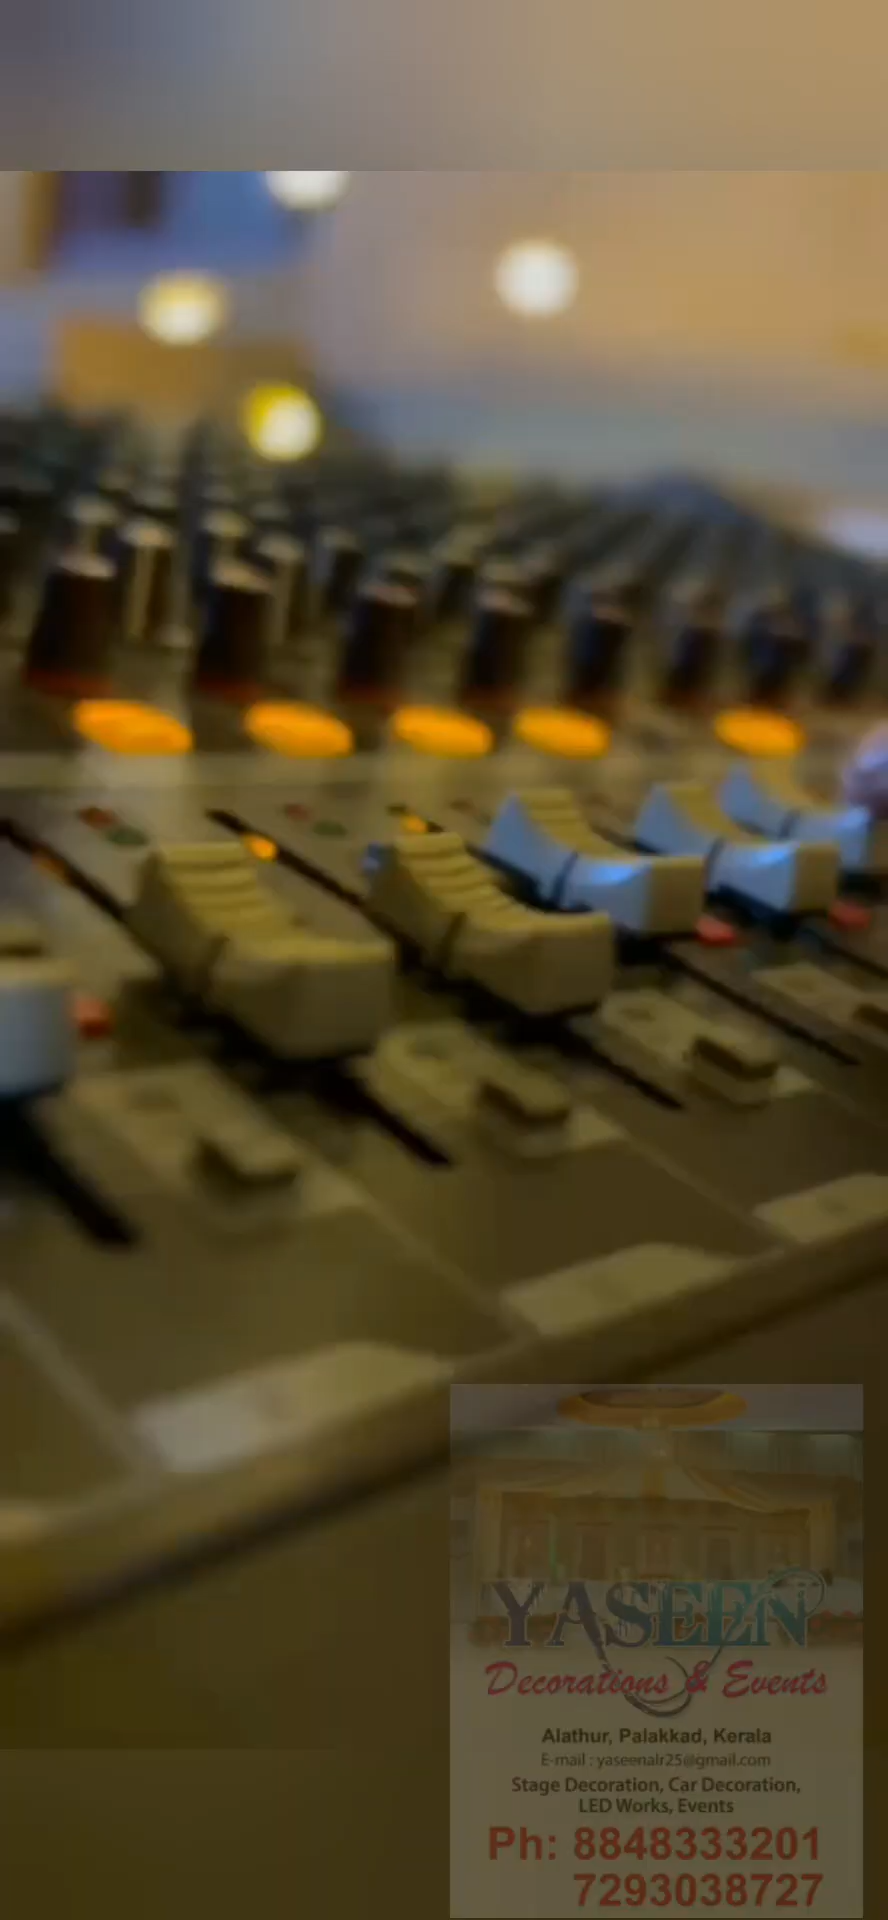 YASEEN
Decorations & Events
Alathur, Palakkad, Kerala
E-mail : yaseenalr25@gmail.com
Stage Decoration, Car Decoration,
LED Works, Events
Ph: 8848333201
7293038727